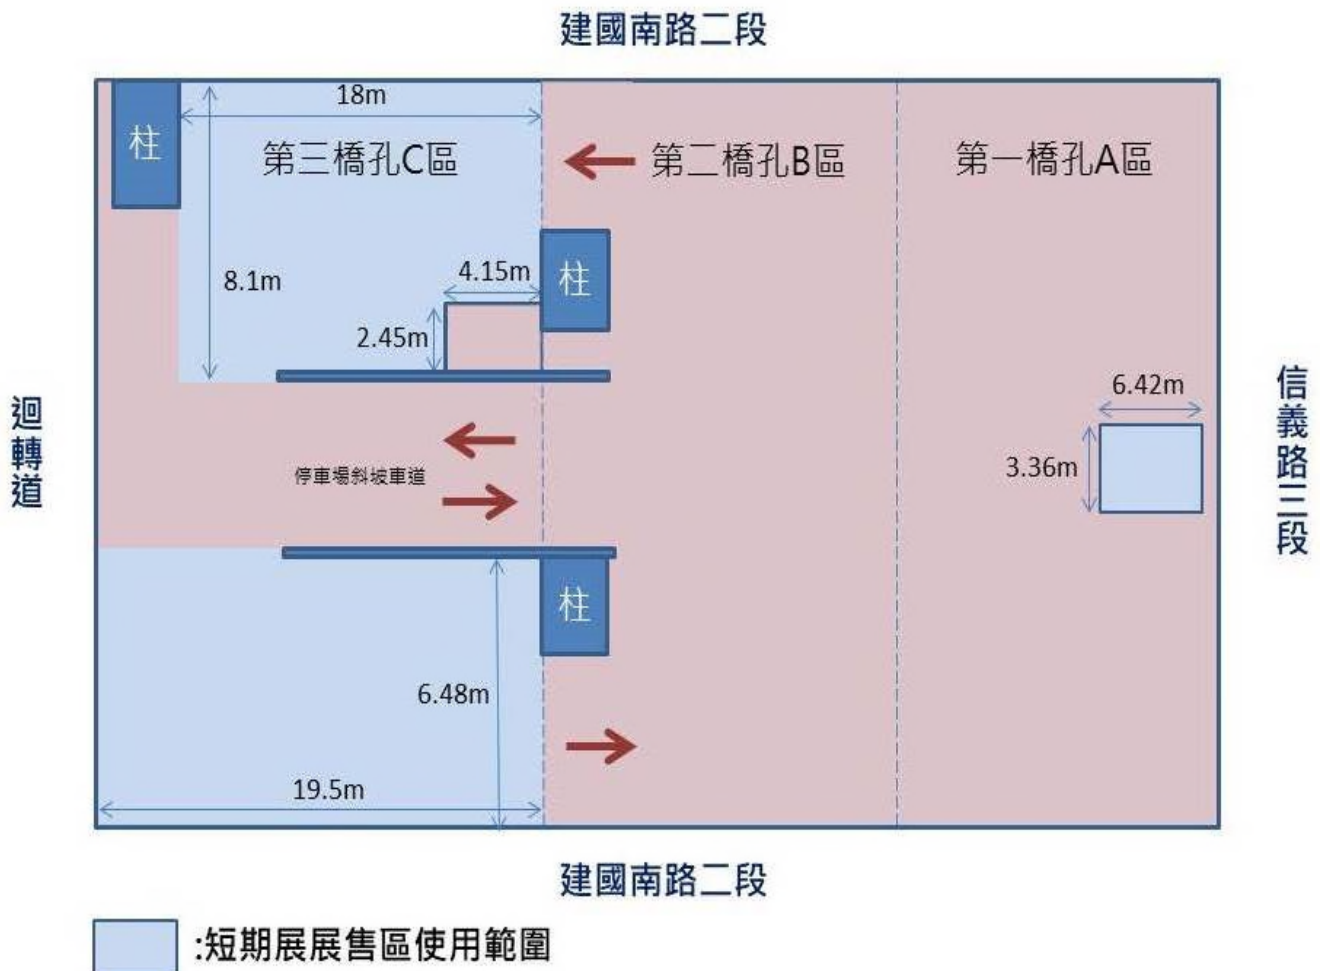 建國南路二段
18m
柱
第三橋孔C區
第二橋孔B區
第一橋孔A區
8.1m
4.15m
柱
2.45m
迴轉道
停車場斜坡車道
6.42m
3.36m
信義路三段
柱
6.48m
19.5m
建國南路二段
:短期展展售區使用範圍